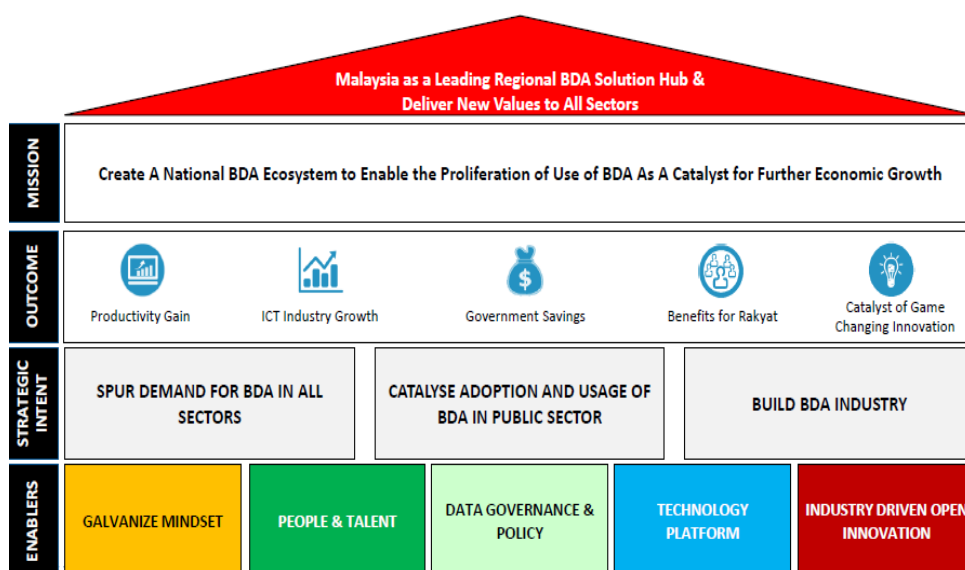 Malaysia as a Leading Regional BDA Solution Hub &
Deliver New Values to All Sectors
MISSION
Create A National BDA Ecosystem to Enable the Proliferation of Use of BDA As A Catalyst for Further Economic Growth
OUTCOME
Productivity Gain
ICT Industry Growth
$
Government Savings
Benefits for Rakyat
Catalyst of Game
Changing Innovation
STRATEGIC
INTENT
SPUR DEMAND FOR BDA IN ALL
SECTORS
CATALYSE ADOPTION AND USAGE OF
BDA IN PUBLIC SECTOR
BUILD BDA INDUSTRY
ENABLERS
GALVANIZE MINDSET
PEOPLE & TALENT
DATA GOVERNANCE &
POLICY
TECHNOLOGY
PLATFORM
INDUSTRY DRIVEN OPEN
INNOVATION